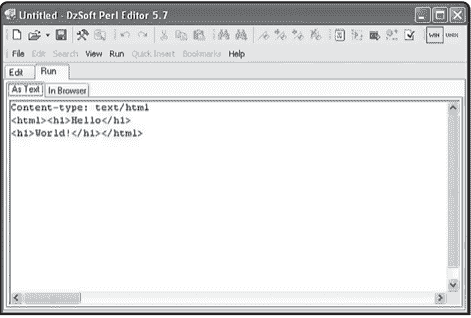 Untitled - DzSoft Perl Editor 5.7
WIN UNIX
File Edit Search View Run Quick Insert Bookmarks Help
Edit Run
As Text In Browser
Content-type: text/html
<html><h1>Hello</h1>
<h1>World!</h1></html>